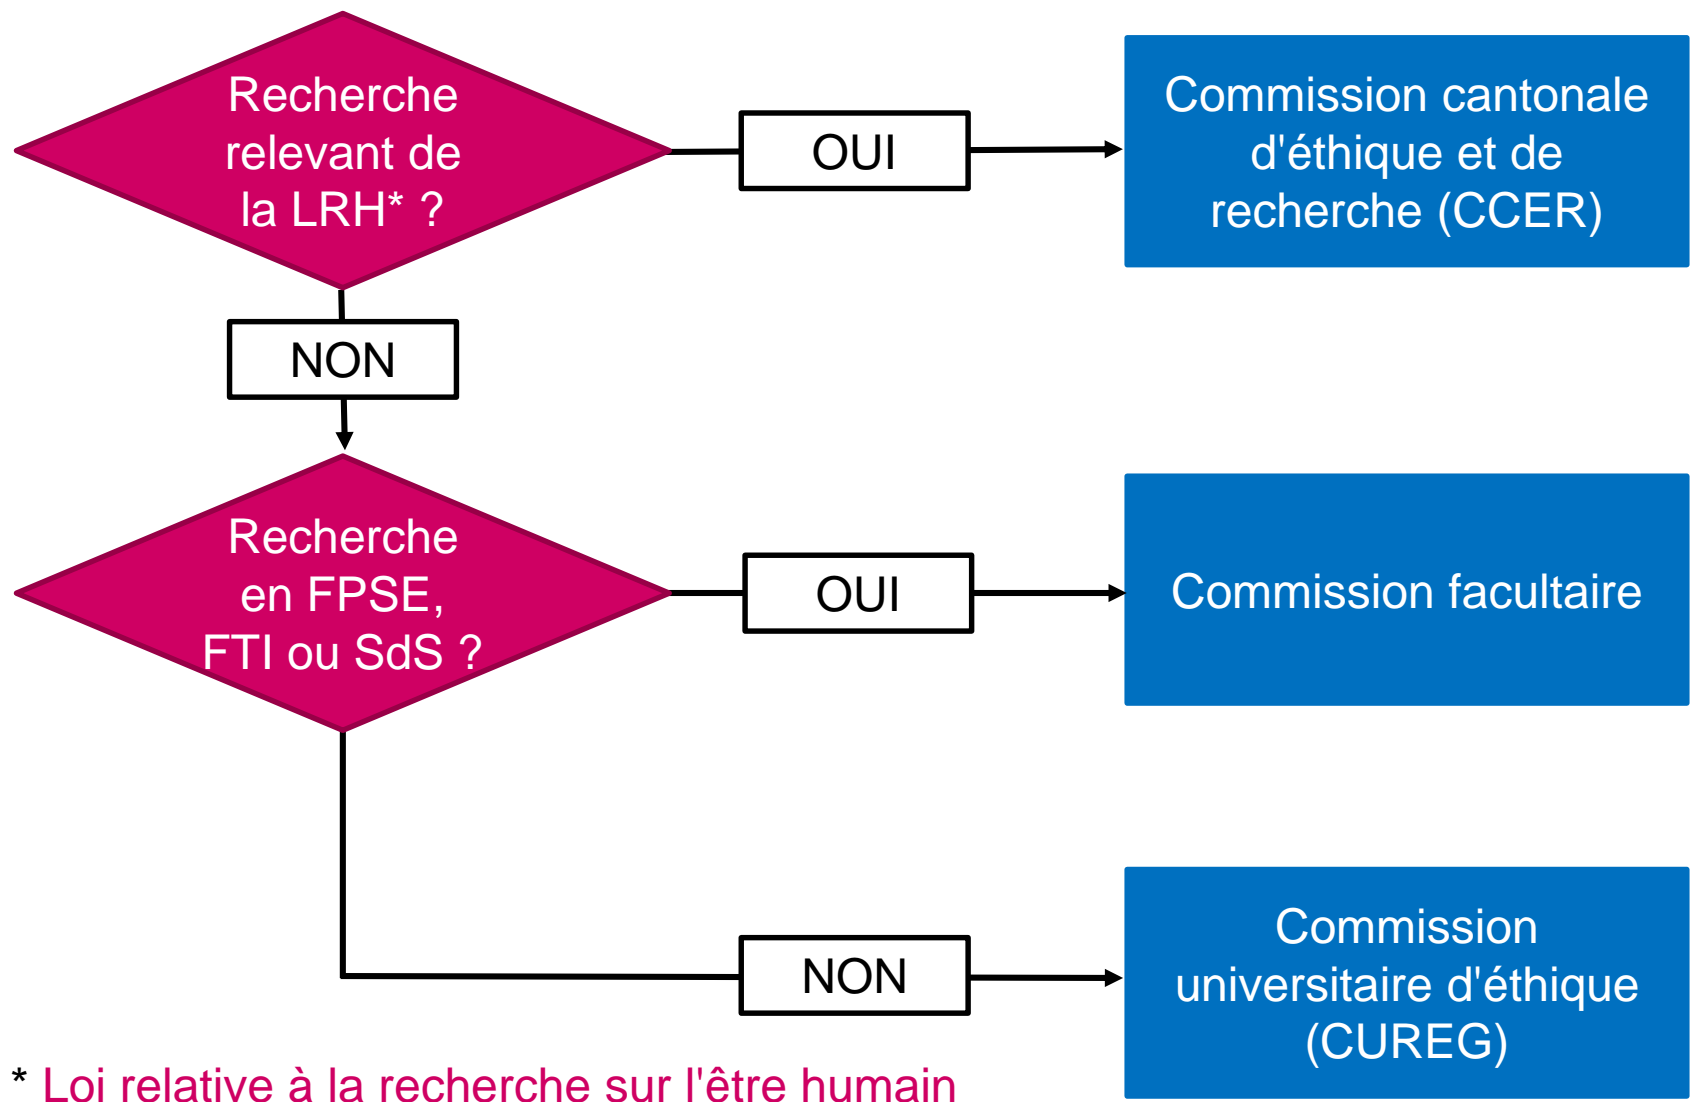 Recherche
relevant de
la LRH* ?
OUI
Commission cantonale
d'éthique et de
recherche (CCER)
NON
Recherche
en FPSE,
FTI ou SdS ?
OUI
Commission facultaire
NON
Commission
universitaire d'éthique
(CUREG)
* Loi relative à la recherche sur l'être humain